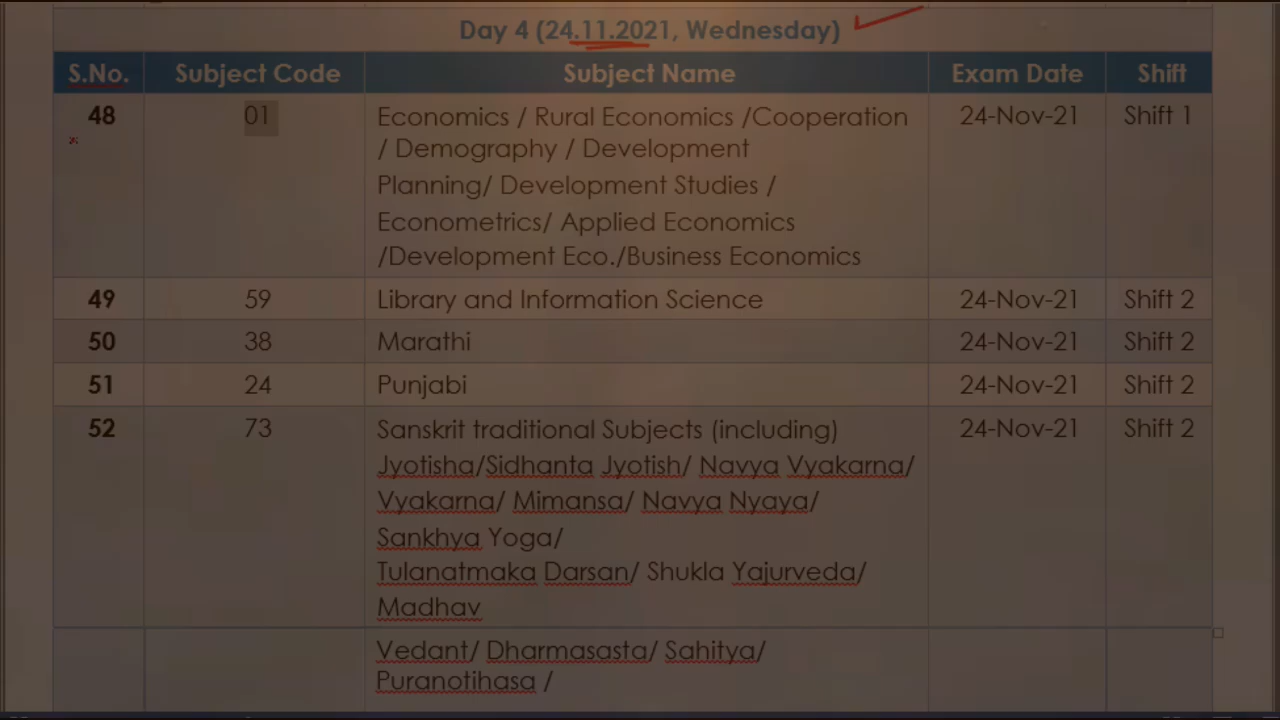 Day 4 (24.11.2021, Wednesday)
S.No. Subject Code Subject Name Exam Date Shift
48 01 Economics / Rural Economics /Cooperation 24-Nov-21 Shift 1
/ Demography / Development
Planning/ Development Studies /
Econometrics/ Applied Economics
/Development Eco./Business Economics
49 59 Library and Information Science 24-Nov-21 Shift 2
50 38 Marathi 24-Nov-21 Shift 2
51 24 Punjabi 24-Nov-21 Shift 2
52 73 Sanskrit traditional Subjects (including) 24-Nov-21 Shift 2
Jyotisha/Sidhanta Jyotish/ Navya Vyakarna/
Vyakarna/ Mimansa/ Navya Nyaya/
Sankhya Yoga/
Tulanatmaka Darsan/ Shukla Yajurveda/
Madhav
Vedant/ Dharmasasta/ Sahitya/
Puranotihasa /